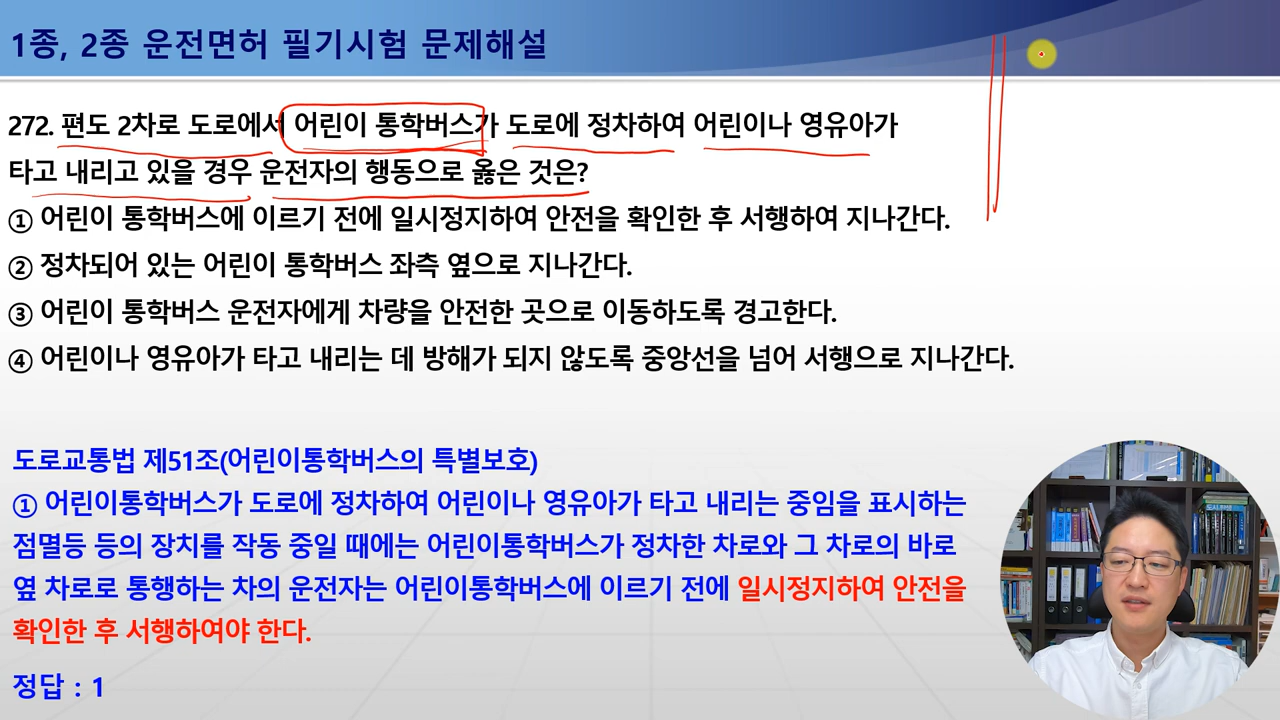 1종, 2종 운전면허 필기시험 문제해설
272. 편도 2차로 도로에서 어린이 통학버스가 도로에 정차하여 어린이나 영유아가
타고 내리고 있을 경우 운전자의 행동으로 옳은 것은?
① 어린이 통학버스에 이르기 전에 일시정지하여 안전을 확인한 후 서행하여 지나간다.
② 정차되어 있는 어린이 통학버스 좌측 옆으로 지나간다.
③ 어린이 통학버스 운전자에게 차량을 안전한 곳으로 이동하도록 경고한다.
④ 어린이나 영유아가 타고 내리는 데 방해가 되지 않도록 중앙선을 넘어 서행으로 지나간다.
도로교통법 제51조(어린이통학버스의 특별보호)
① 어린이통학버스가 도로에 정차하여 어린이나 영유아가 타고 내리는 중임을 표시하는
점멸등 등의 장치를 작동 중일 때에는 어린이통학버스가 정차한 차로와 그 차로의 바로
옆 차로로 통행하는 차의 운전자는 어린이통학버스에 이르기 전에 일시정지하여 안전을
확인한 후 서행하여야 한다.
정답 : 1